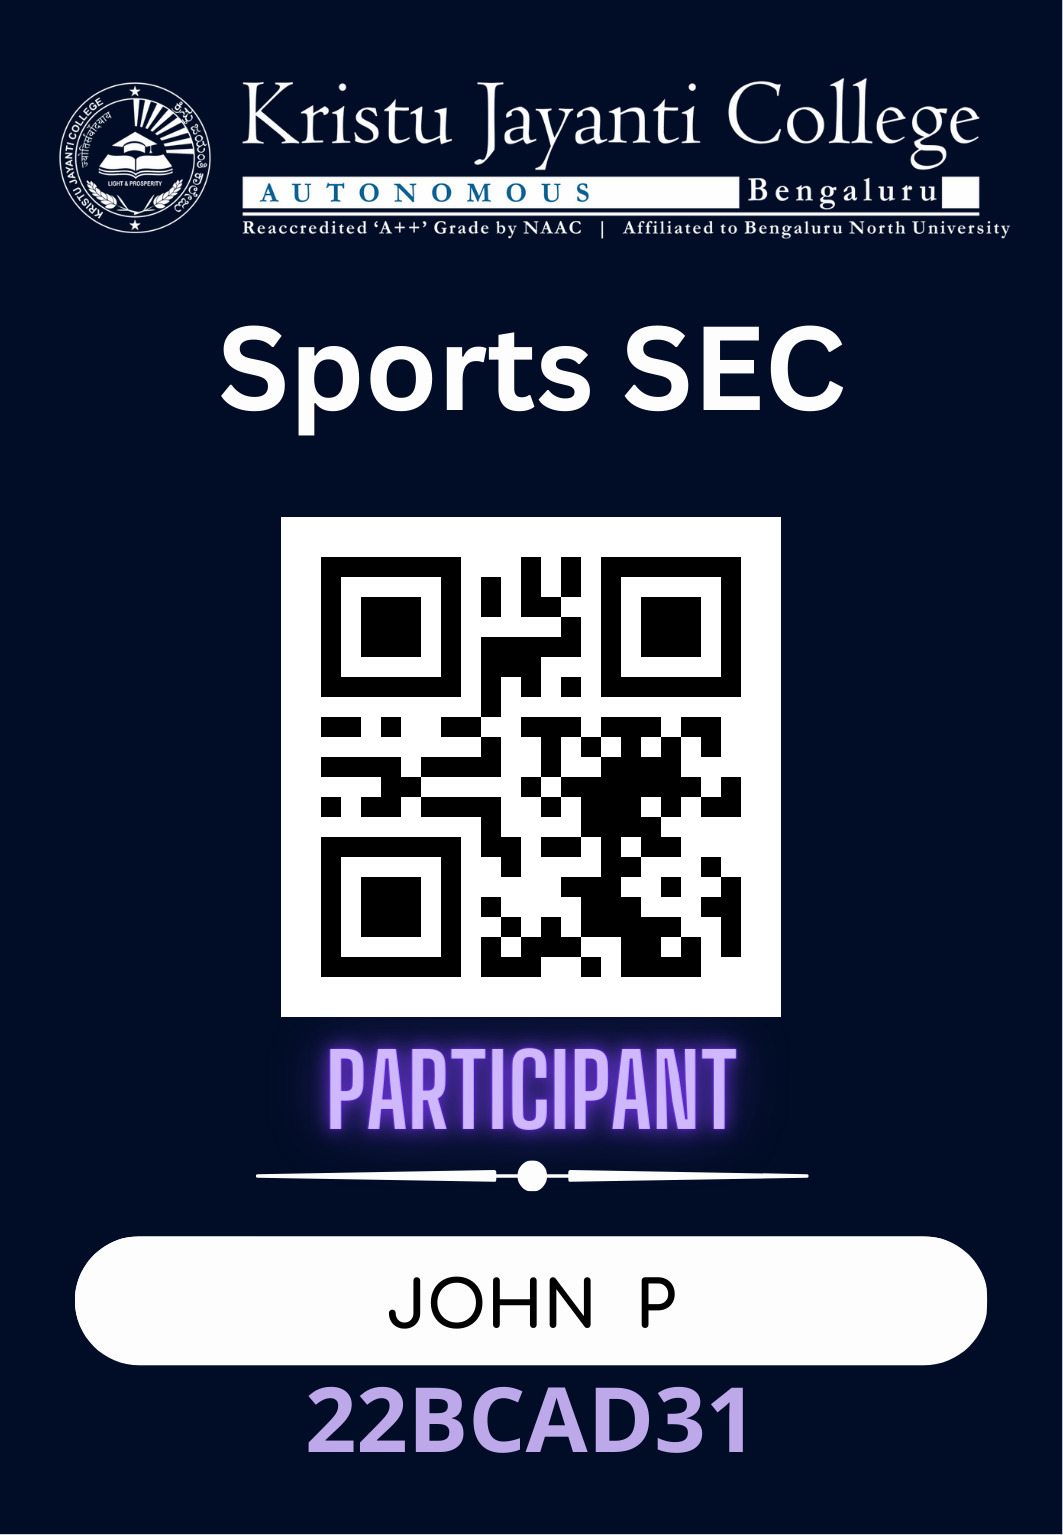 KRISTU JAYANTI COLLEGE
ಕ್ರಿಸ್ತು ಜಯಂತಿ ಕಾಲೇಜು
LIGHT & PROSPERITY
Kristu Jayanti College
AUTONOMOUS Bengaluru
Reaccredited ‘A++’ Grade by NAAC | Affiliated to Bengaluru North University
Sports SEC
PARTICIPANT
JOHN P
22BCAD31